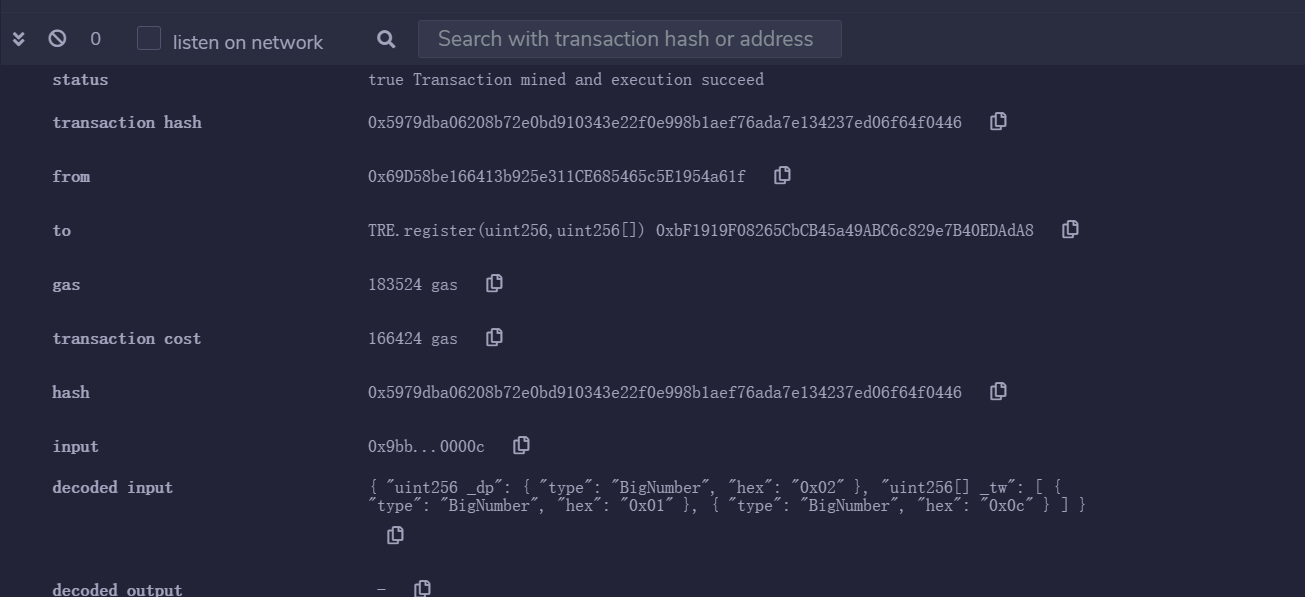 0 listen on network Search with transaction hash or address
status true Transaction mined and execution succeed
transaction hash 0x5979dba06208b72e0bd910343e22f0e998b1aef76ada7e134237ed06f64f0446
from 0x69D58be166413b925e311CE685465c5E1954a61f
to TRE.register(uint256,uint256[]) 0xbF1919F08265CbCB45a49ABC6c829e7B40EDAdA8
gas 183524 gas
transaction cost 166424 gas
hash 0x5979dba06208b72e0bd910343e22f0e998b1aef76ada7e134237ed06f64f0446
input 0x9bb...0000c
decoded input { "uint256 _dp": { "type": "BigNumber", "hex": "0x02" }, "uint256[] _tw": [ {
"type": "BigNumber", "hex": "0x01" }, { "type": "BigNumber", "hex": "0x0c" } ] }
decoded output -